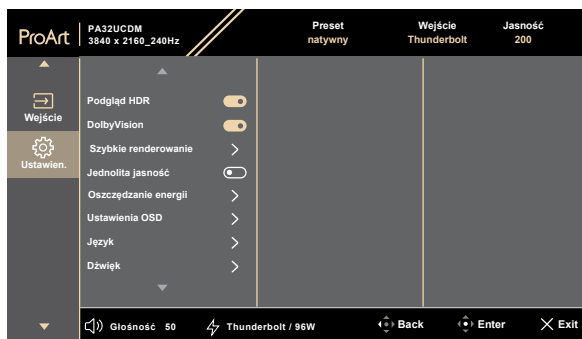 ProArt
PA32UCDM
3840 x 2160_240Hz
Preset
natywny
Wejście
Thunderbolt
Jasność
200
Wejście
Ustawien.
Podgląd HDR
DolbyVision
Szybkie renderowanie
Jednolita jasność
Oszczędzanie energii
Ustawienia OSD
Język
Dźwięk
Głośność 50
Thunderbolt / 96W
Back
Enter
Exit